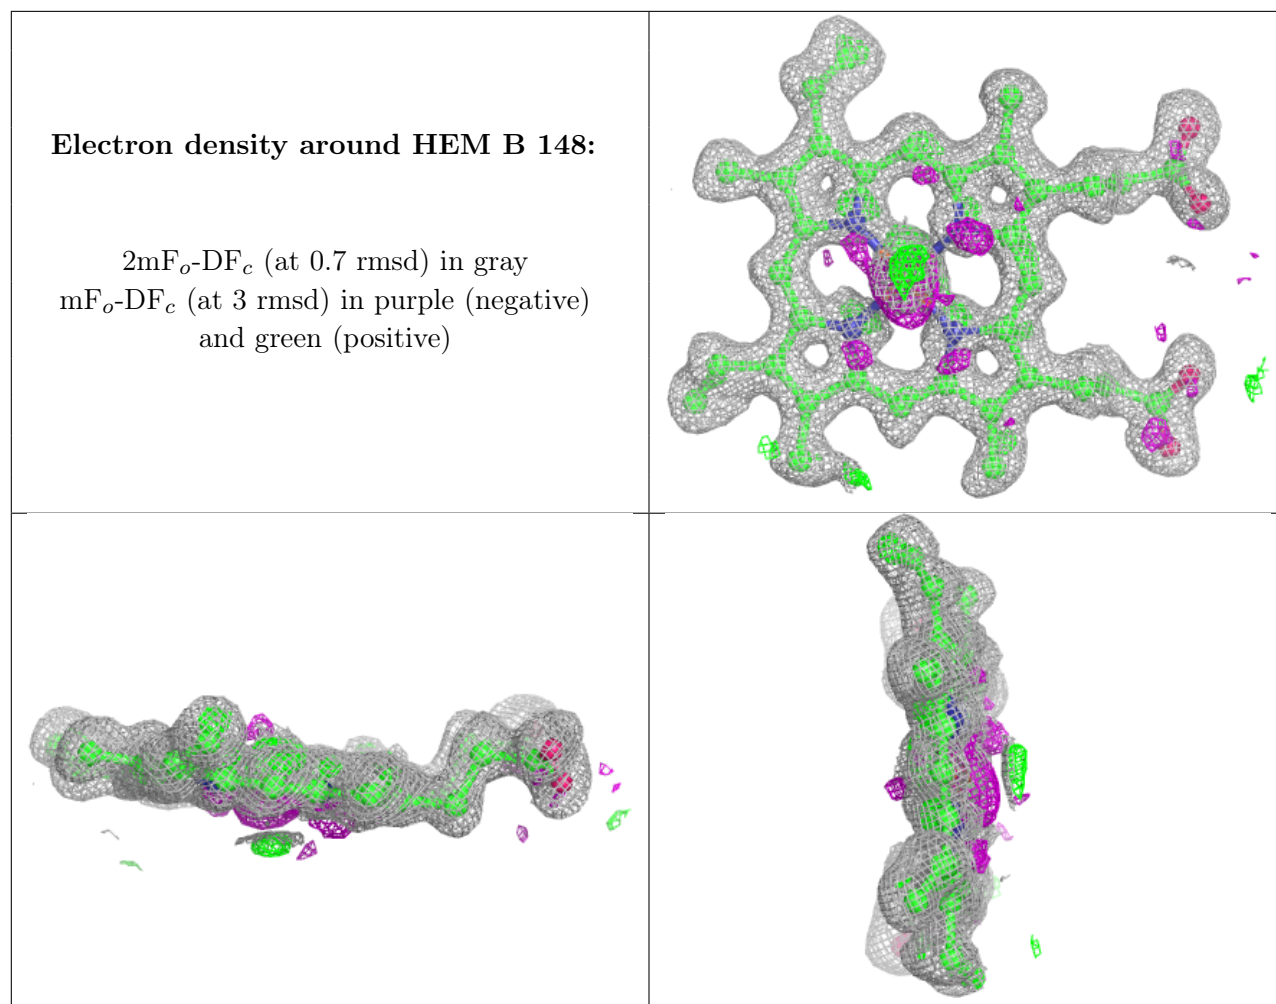 Electron density around HEM B 148:
2mFo-DFc (at 0.7 rmsd) in gray
mFo-DFc (at 3 rmsd) in purple (negative)
and green (positive)